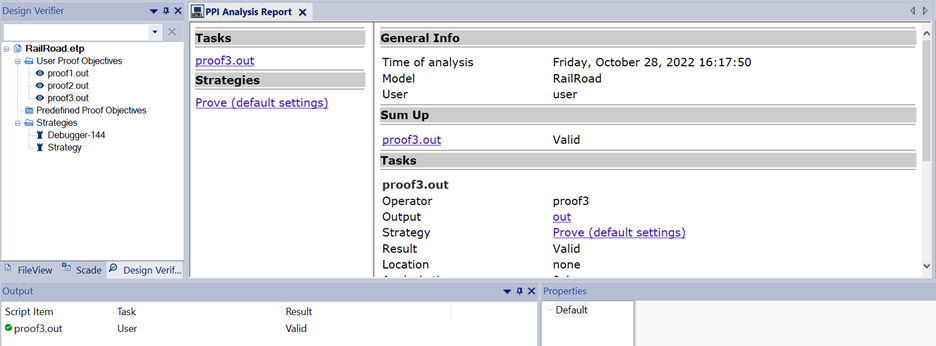 Design Verifier
RailRoad.etp
User Proof Objectives
proof1.out
proof2.out
proof3.out
Predefined Proof Objectives
Strategies
Debugger-144
Strategy
FileView
Scade
Design Verif...
PPI Analysis Report
Tasks
proof3.out
Strategies
Prove (default settings)
General Info
Time of analysis Friday, October 28, 2022 16:17:50
Model RailRoad
User user
Sum Up
proof3.out Valid
Tasks
proof3.out
Operator proof3
Output out
Strategy Prove (default settings)
Result Valid
Location none
Output
Script Item Task Result
proof3.out User Valid
Properties
Default